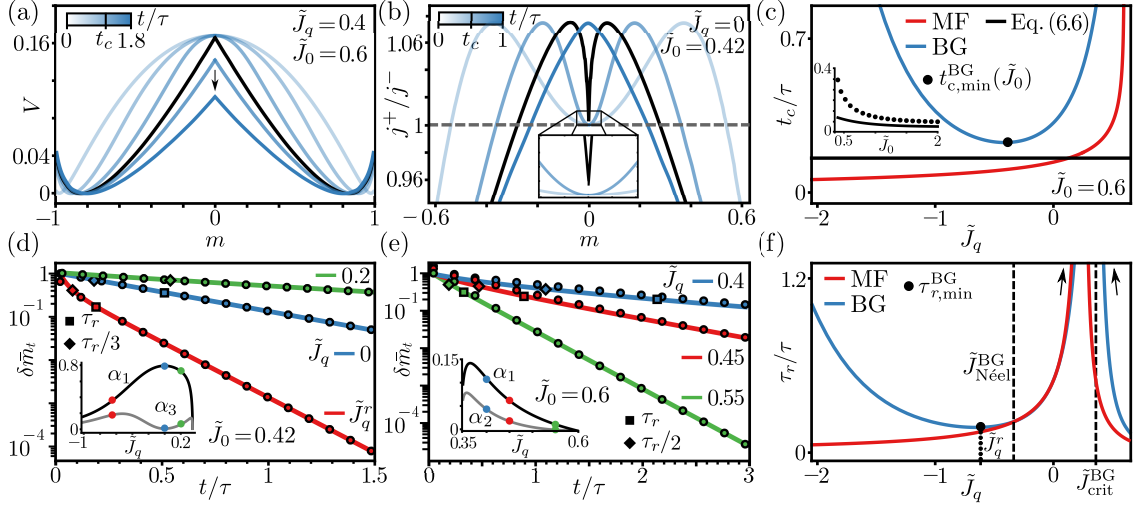 (a)
t/τ
0 t_c 1.8
J̃_q = 0.4
J̃_0 = 0.6
0.16
0.04
0
V
−1 0 1
m
(b)
t/τ
0 t_c 1
J̃_q = 0
J̃_0 = 0.42
1.06
1
0.96
j⁺/j⁻
−0.6 −0.3 0 0.3 0.6
m
(c)
MF
BG
Eq. (6.6)
t_{c,min}^{BG}(J̃_0)
0.7
0
t_c/τ
0.4
0
0.5 J̃_0 2
J̃_0 = 0.6
−2 −1 0
J̃_q
(d)
0.2
J̃_q 0
J̃_q^r
τ_r
τ_r/3
1
10⁻¹
10⁻⁴
δm̄_t
0.8
α_1
α_3
−1 J̃_q 0.2
J̃_0 = 0.42
0 0.5 1 1.5
t/τ
(e)
J̃_q 0.4
0.45
0.55
1
10⁻¹
10⁻⁴
δm̄_t
0.15
α_1
α_2
0
0.35 J̃_q 0.6
J̃_0 = 0.6
τ_r
τ_r/2
0 1 2 3
t/τ
(f)
MF
BG
τ_{r,min}^{BG}
1.2
0
τ_r/τ
J̃_{Néel}^{BG}
J̃_q^r
J̃_{crit}^{BG}
−2 −1 0
J̃_q